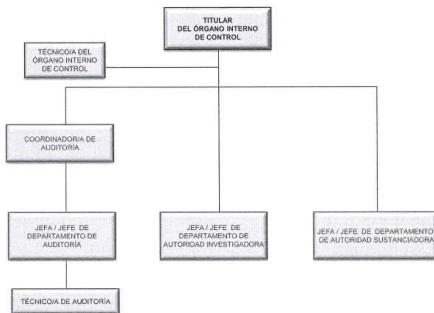 TITULAR
DEL ÓRGANO INTERNO
DE CONTROL
TÉCNICO/A DEL
ÓRGANO INTERNO
DE CONTROL
COORDINADOR/A DE
AUDITORÍA
JEFA / JEFE DE
DEPARTAMENTO DE
AUDITORÍA
JEFA / JEFE DE
DEPARTAMENTO DE
AUTORIDAD INVESTIGADORA
JEFA / JEFE DE DEPARTAMENTO
DE AUTORIDAD SUSTANCIADORA
TÉCNICO/A DE AUDITORÍA